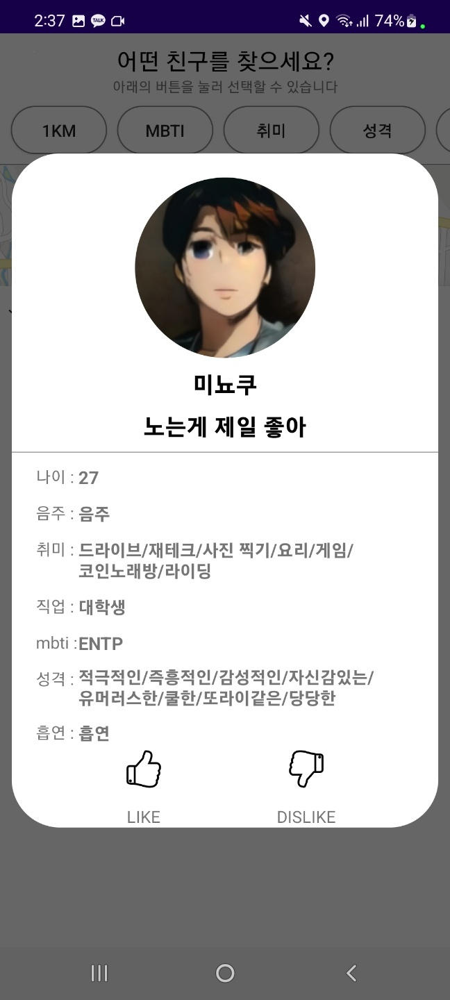 2:37 TALK 74%
어떤 친구를 찾으세요?
아래의 버튼을 눌러 선택할 수 있습니다
1KM MBTI 취미 성격
미뇨쿠
노는게 제일 좋아
나이 : 27
음주 : 음주
취미 : 드라이브/재테크/사진 찍기/요리/게임/
코인노래방/라이딩
직업 : 대학생
mbti :ENTP
성격 : 적극적인/즉흥적인/감성적인/자신감있는/
유머러스한/쿨한/또라이같은/당당한
흡연 : 흡연
LIKE DISLIKE